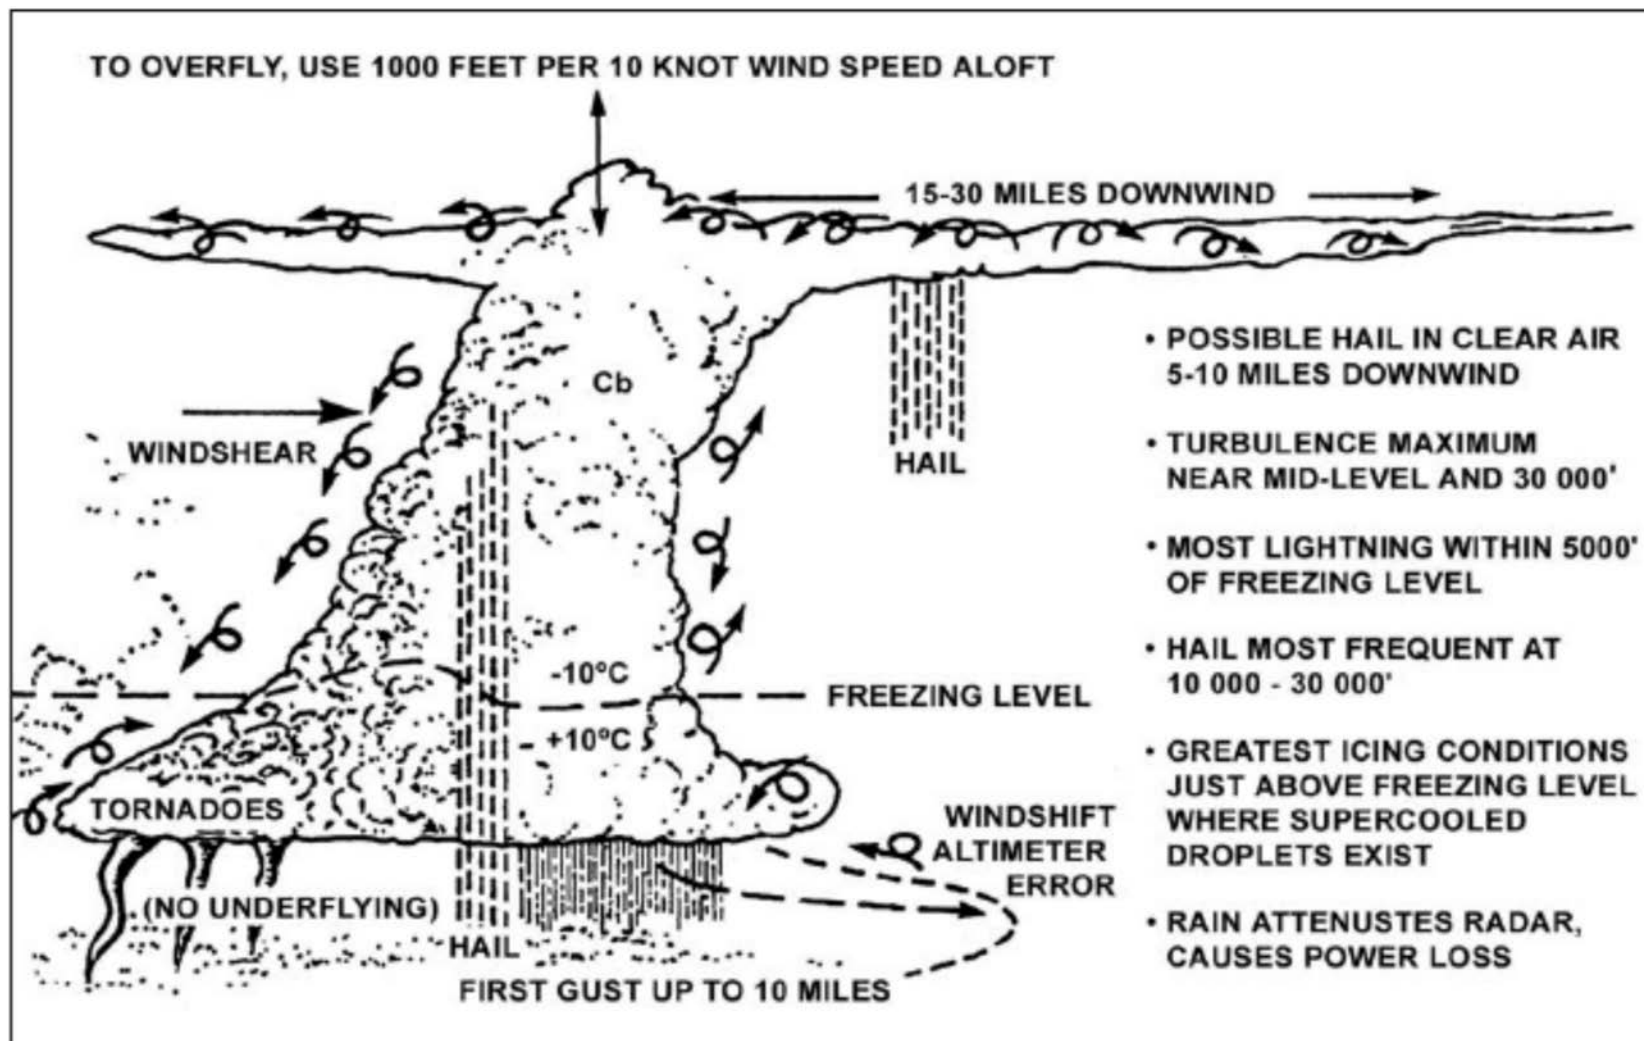 TO OVERFLY, USE 1000 FEET PER 10 KNOT WIND SPEED ALOFT
15-30 MILES DOWNWIND
Cb
WINDSHEAR
HAIL
-10ºC
FREEZING LEVEL
+10ºC
TORNADOES
(NO UNDERFLYING)
HAIL
WINDSHIFT
ALTIMETER
ERROR
FIRST GUST UP TO 10 MILES
• POSSIBLE HAIL IN CLEAR AIR
5-10 MILES DOWNWIND
• TURBULENCE MAXIMUM
NEAR MID-LEVEL AND 30 000'
• MOST LIGHTNING WITHIN 5000'
OF FREEZING LEVEL
• HAIL MOST FREQUENT AT
10 000 - 30 000'
• GREATEST ICING CONDITIONS
JUST ABOVE FREEZING LEVEL
WHERE SUPERCOOLED
DROPLETS EXIST
• RAIN ATTENUSTES RADAR,
CAUSES POWER LOSS